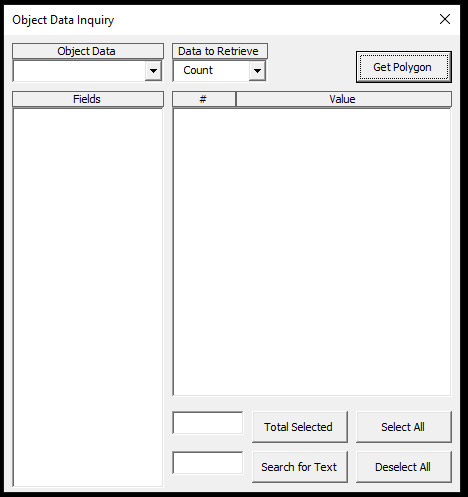 Object Data Inquiry
Object Data
Data to Retrieve
Count
Get Polygon
Fields
#
Value
Total Selected
Select All
Search for Text
Deselect All